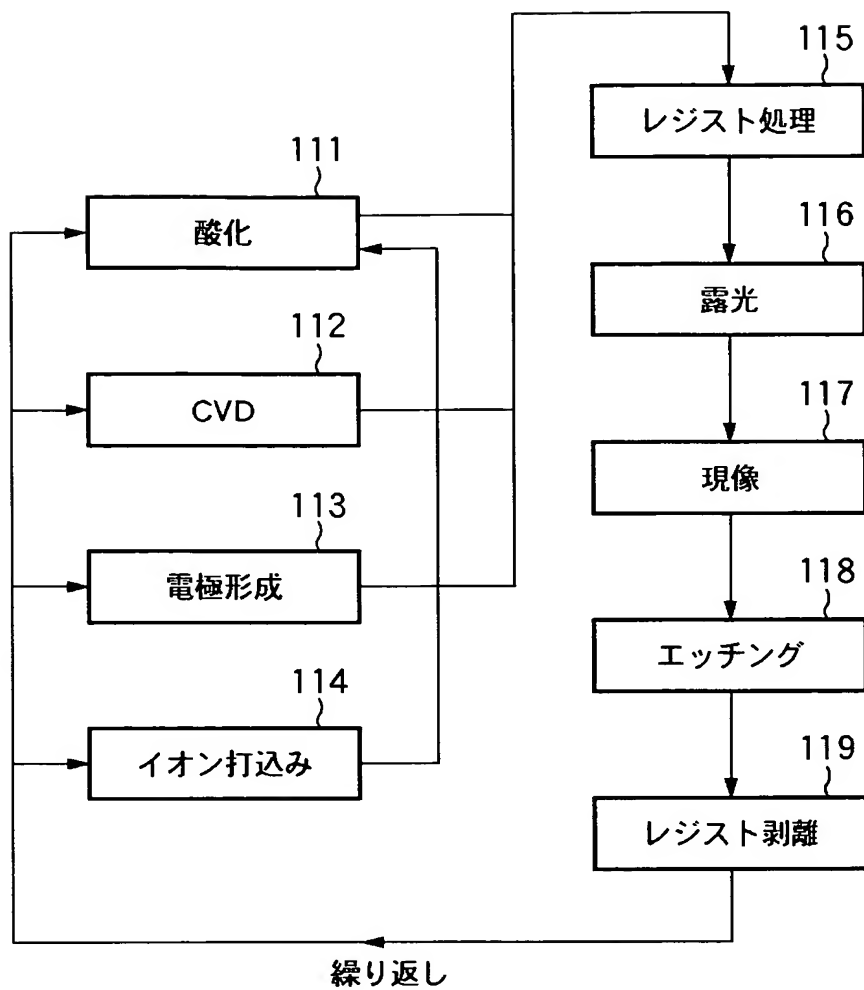 111
酸化
112
CVD
113
電極形成
114
イオン打込み
115
レジスト処理
116
露光
117
現像
118
エッチング
119
レジスト剥離
繰り返し